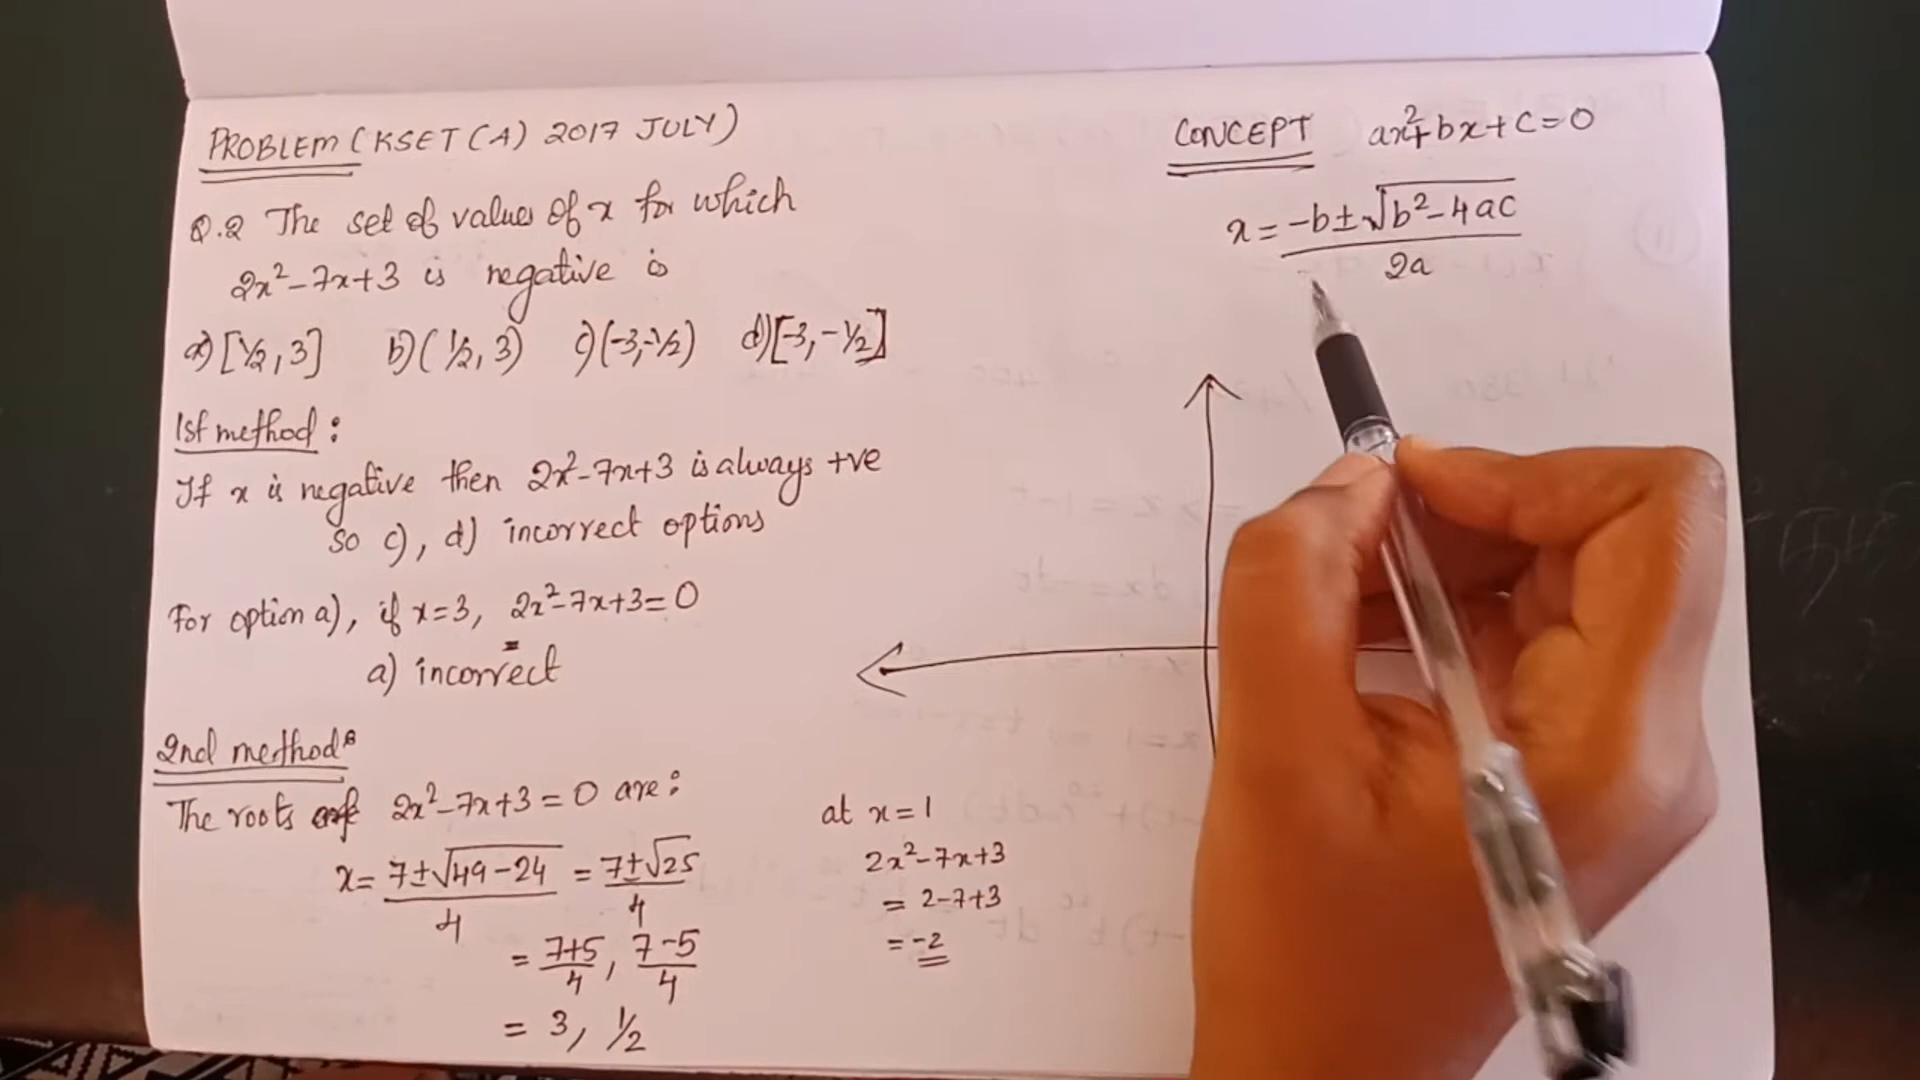 PROBLEM (KSET (A) 2017 JULY)
Q.2 The set of values of x for which
2x²-7x+3 is negative is
a) [½, 3] b) (½, 3) c) (-3, -½) d) [-3, -½]
1st method:
If x is negative then 2x²-7x+3 is always +ve
So c), d) incorrect options
For option a), if x=3, 2x²-7x+3=0
a) incorrect
2nd method:
The roots of 2x²-7x+3=0 are:
x = (7±√(49-24))/4 = (7±√25)/4
= (7+5)/4, (7-5)/4
= 3, ½
at x=1
2x²-7x+3
= 2-7+3
= -2
CONCEPT ax²+bx+c=0
x = (-b±√(b²-4ac))/2a